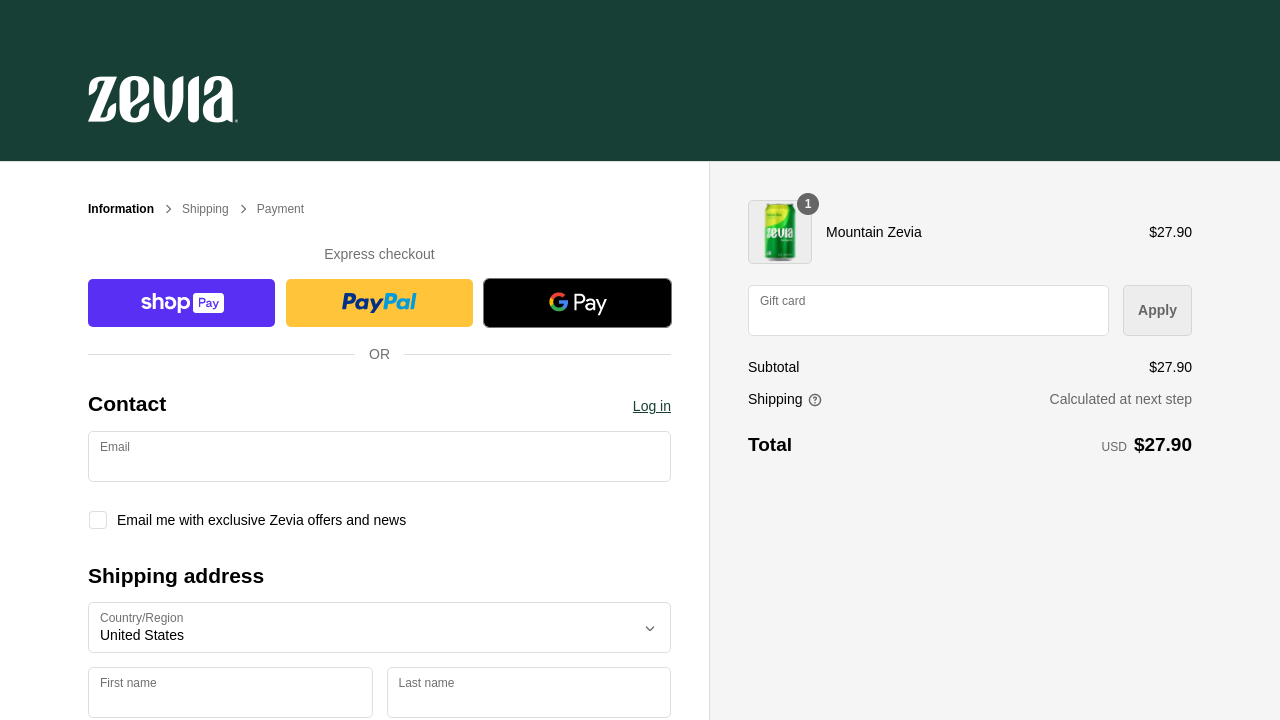 zevia
Information
Shipping
Payment
Express checkout
shop Pay
PayPal
G Pay
OR
Contact
Log in
Email
Email me with exclusive Zevia offers and news
Shipping address
Country/Region
United States
First name
Last name
zevia
1
Mountain Zevia
$27.90
Gift card
Apply
Subtotal
$27.90
Shipping
Calculated at next step
Total
USD $27.90